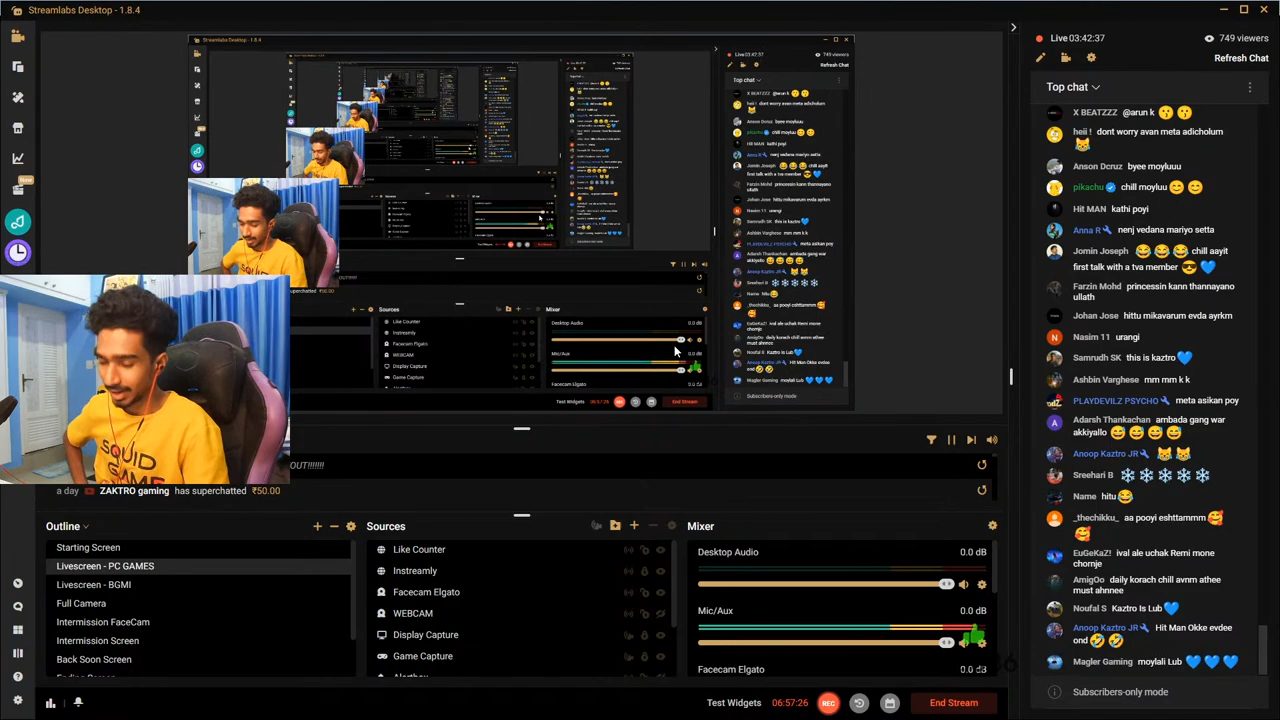 Streamlabs Desktop - 1.8.4
Live 03:42:37
749 viewers
Refresh Chat
Top chat
X BEATZZZ @arun k 😗 😗
heii ! dont worry avan meta adicholum
😹
Anson Dcruz byee moyluuu
pikachu chill moyluu 😊 😊
Hit MAN kathi poyi
Anna R nenj vedana mariyo setta
Jomin Joseph 😂 😂 😂 chill aayit
first talk with a tva member 😎 💙
Farzin Mohd princessin kann thannayano
ullath
Johan Jose hittu mikavarum evda ayrkm
Nasim 11 urangi
Samrudh SK this is kaztro 💙
Ashbin Varghese mm mm k k
PLAYDEVILZ PSYCHO meta asikan poy
Adarsh Thankachan ambada gang war
akkiyallo 😅 😅 😅 😅
Anoop Kaztro JR 😹 😹
Sreehari B ❄ ❄ ❄ ❄ ❄
Name hitu 😂
_thechikku_ aa pooyi eshttammm 🥰
🥰
EuGeKaZ! ival ale uchak Remi mone
chomje
AmigOo daily korach chill avnm athee
must ahnnee
Noufal S Kaztro Is Lub 💙
Anoop Kaztro JR Hit Man Okke evdee
ond 🤣 🤣
Magler Gaming moylali Lub 💙 💙 💙
Subscribers-only mode
New
SQUID
GAME
OUT!!!!!!!
a day ZAKTRO gaming has superchatted ₹50.00
Outline
Starting Screen
Livescreen - PC GAMES
Livescreen - BGMI
Full Camera
Intermission FaceCam
Intermission Screen
Back Soon Screen
Sources
Like Counter
Instreamly
Facecam Elgato
WEBCAM
Display Capture
Game Capture
Mixer
Desktop Audio 0.0 dB
Mic/Aux 0.0 dB
Facecam Elgato 0.0 dB
Test Widgets 06:57:26 REC End Stream